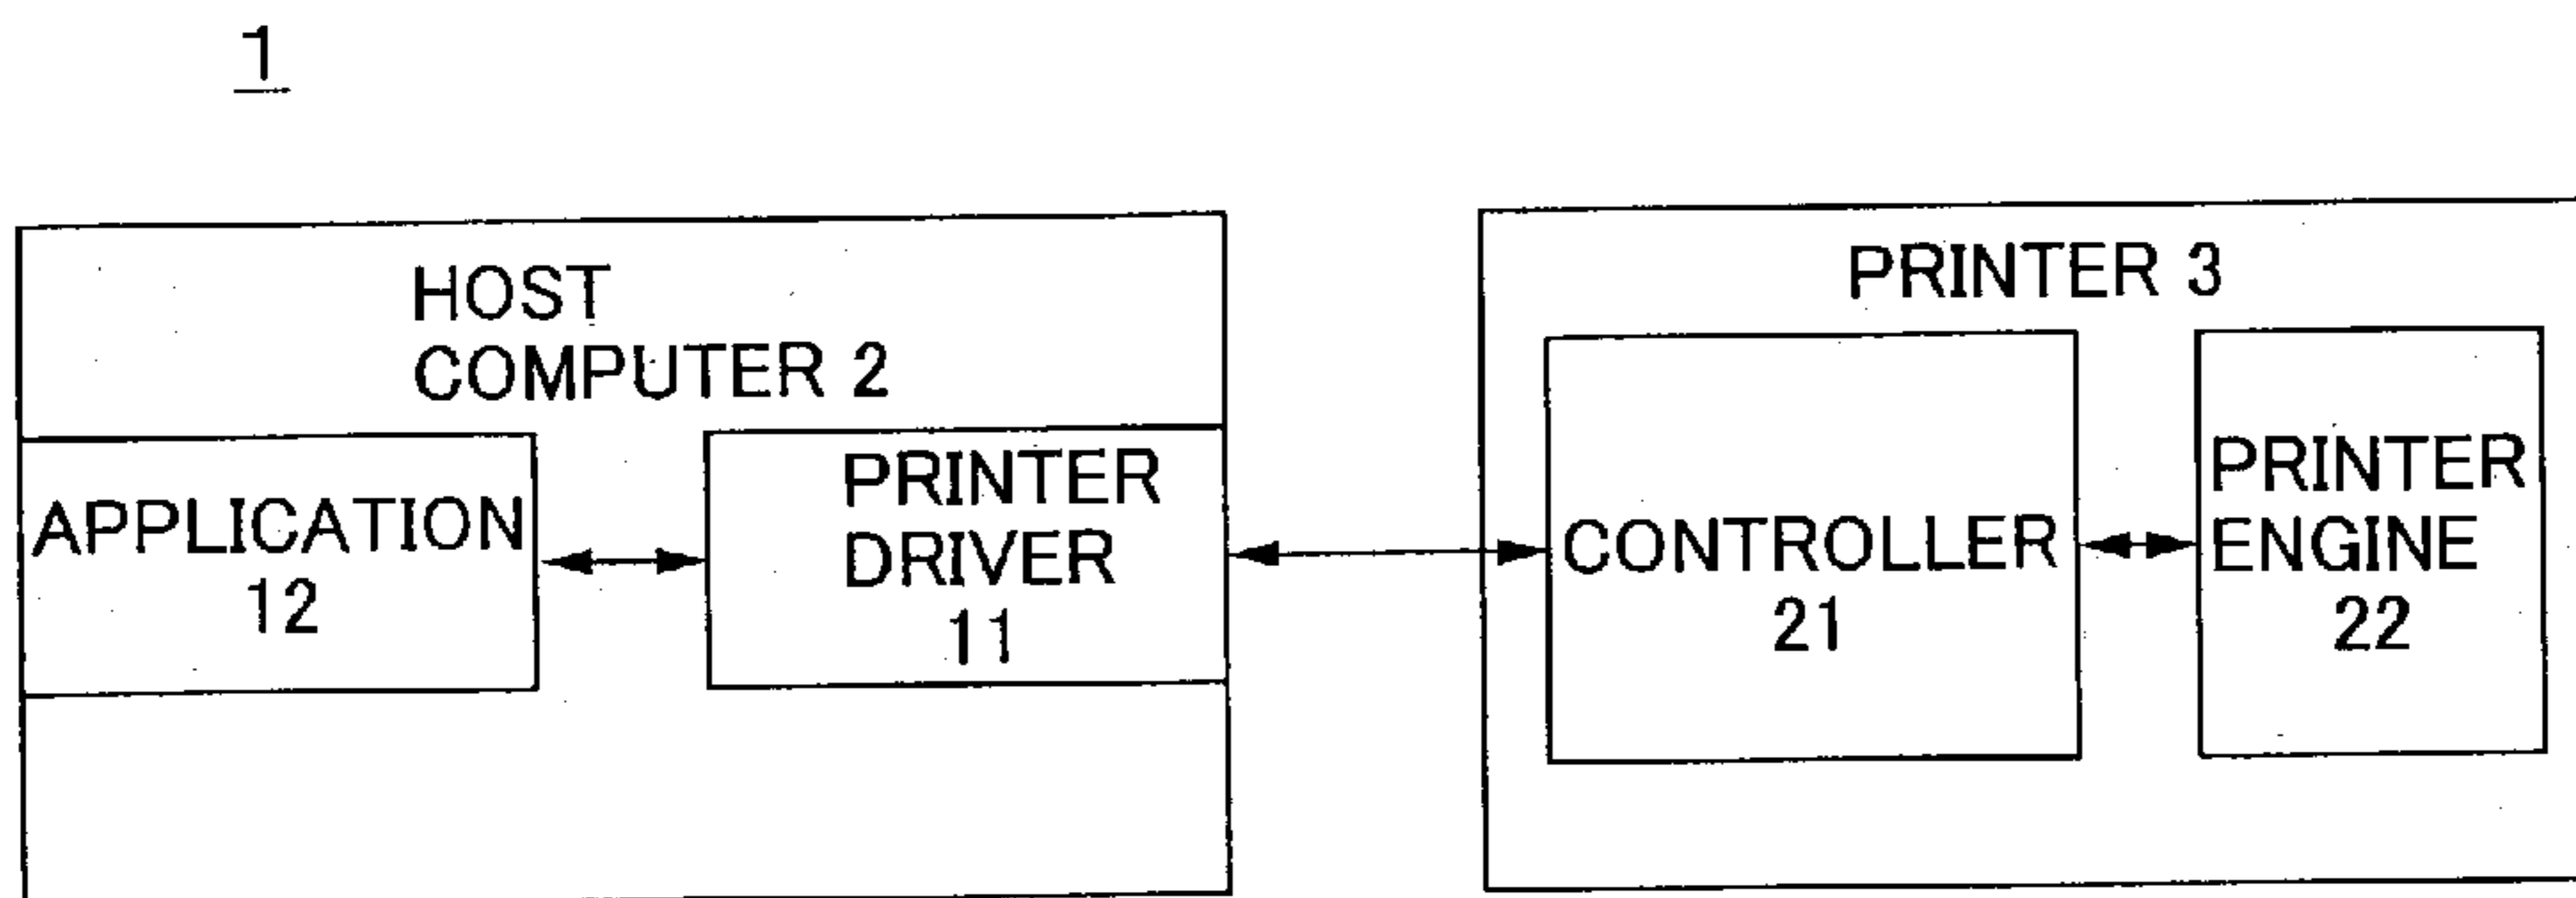 1
HOST
COMPUTER 2
APPLICATION
12
PRINTER
DRIVER
11
PRINTER 3
CONTROLLER
21
PRINTER
ENGINE
22